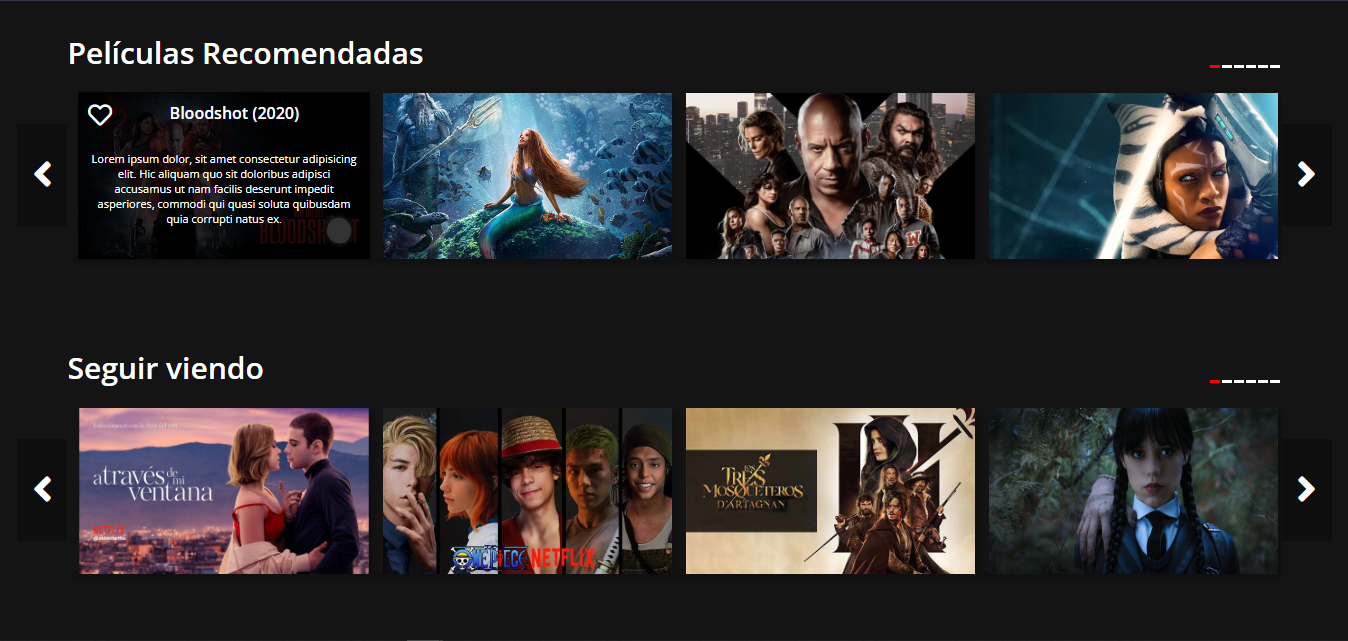 Películas Recomendadas
Bloodshot (2020)
Lorem ipsum dolor, sit amet consectetur adipisicing
elit. Hic aliquam quo sit doloribus adipisci
accusamus ut nam facilis deserunt impedit
asperiores, commodi qui quasi soluta quibusdam
quia corrupti natus ex.
Seguir viendo
através de mi
ventana
NETFLIX
ONE PIECE NETFLIX
LOS
TRES
MOSQUETEROS
D'ARTAGNAN